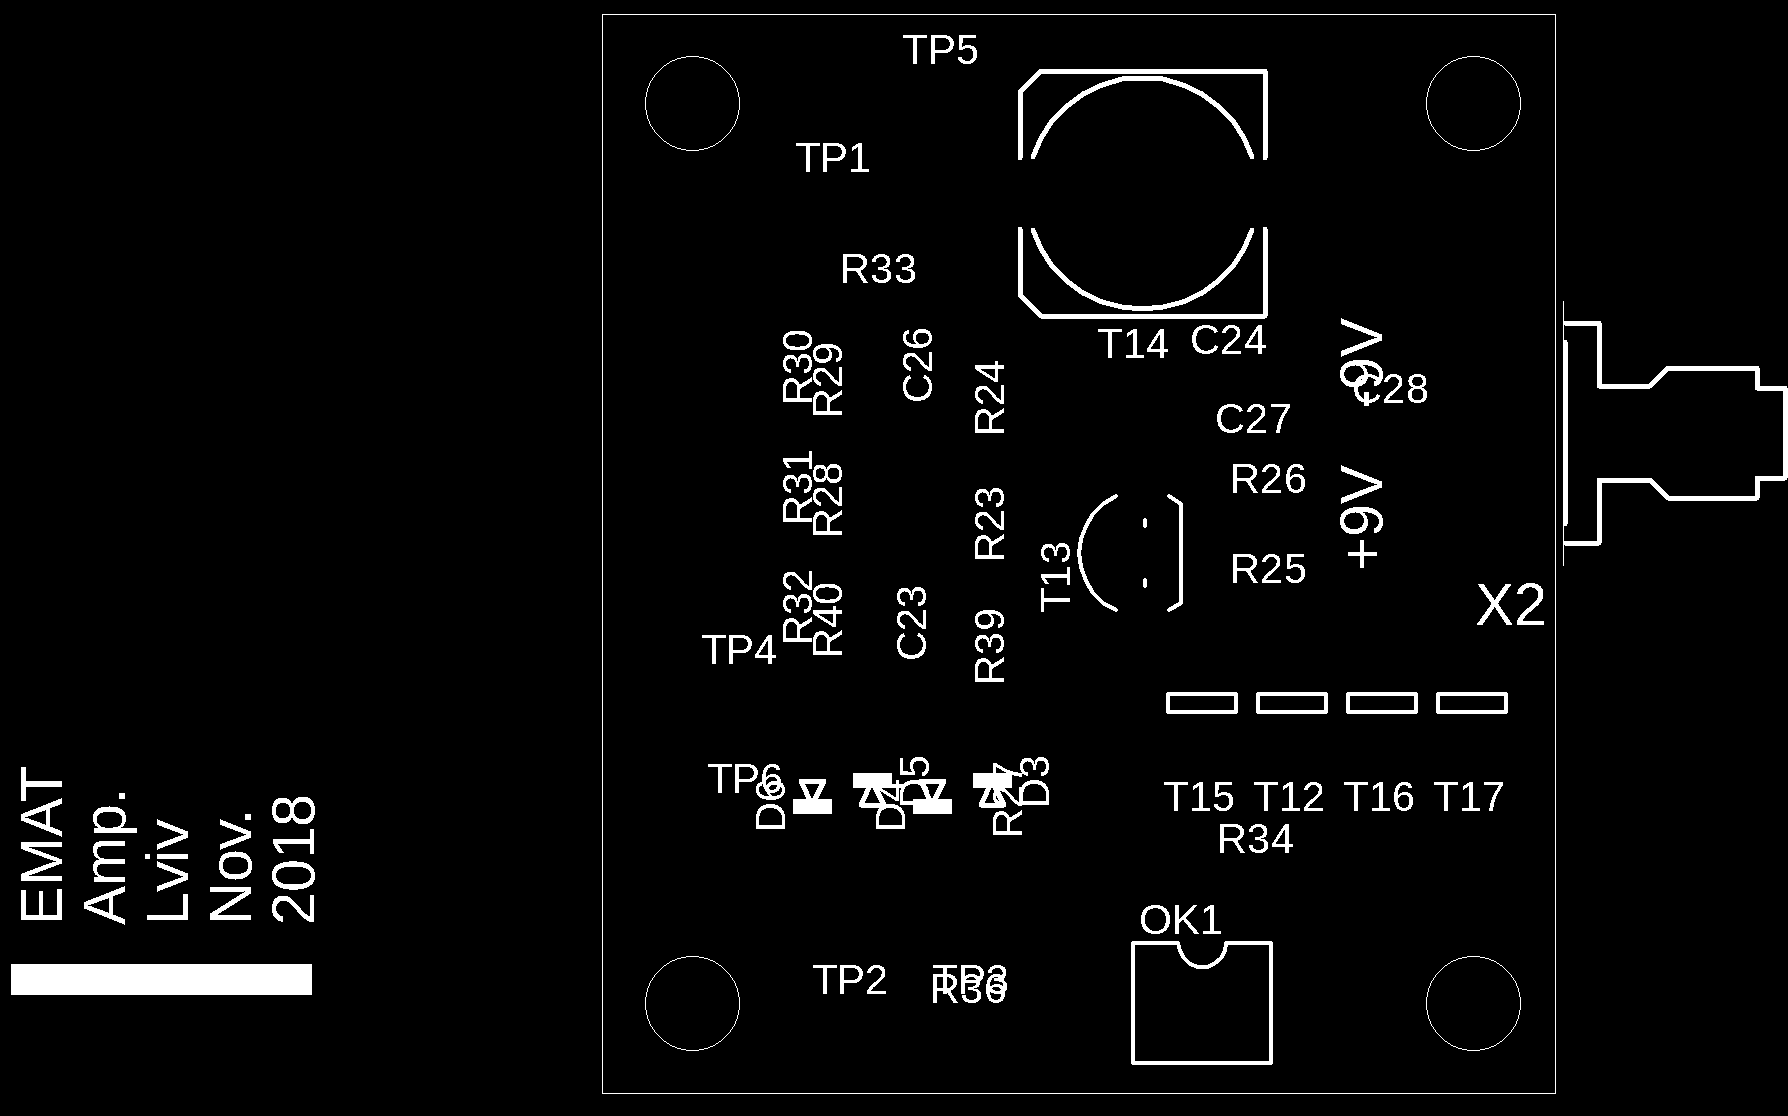 TP5
TP1
R33
T14
C24
R30
R29
C26
R24
-9V
C28
C27
R26
R31
R28
R23
+9V
T13
R25
R32
R40
C23
R39
X2
TP4
TP6
D6
D4
D5
R27
D3
T15 T12 T16 T17
R34
OK1
TP2
TP3
R36
EMAT
Amp.
Lviv
Nov.
2018